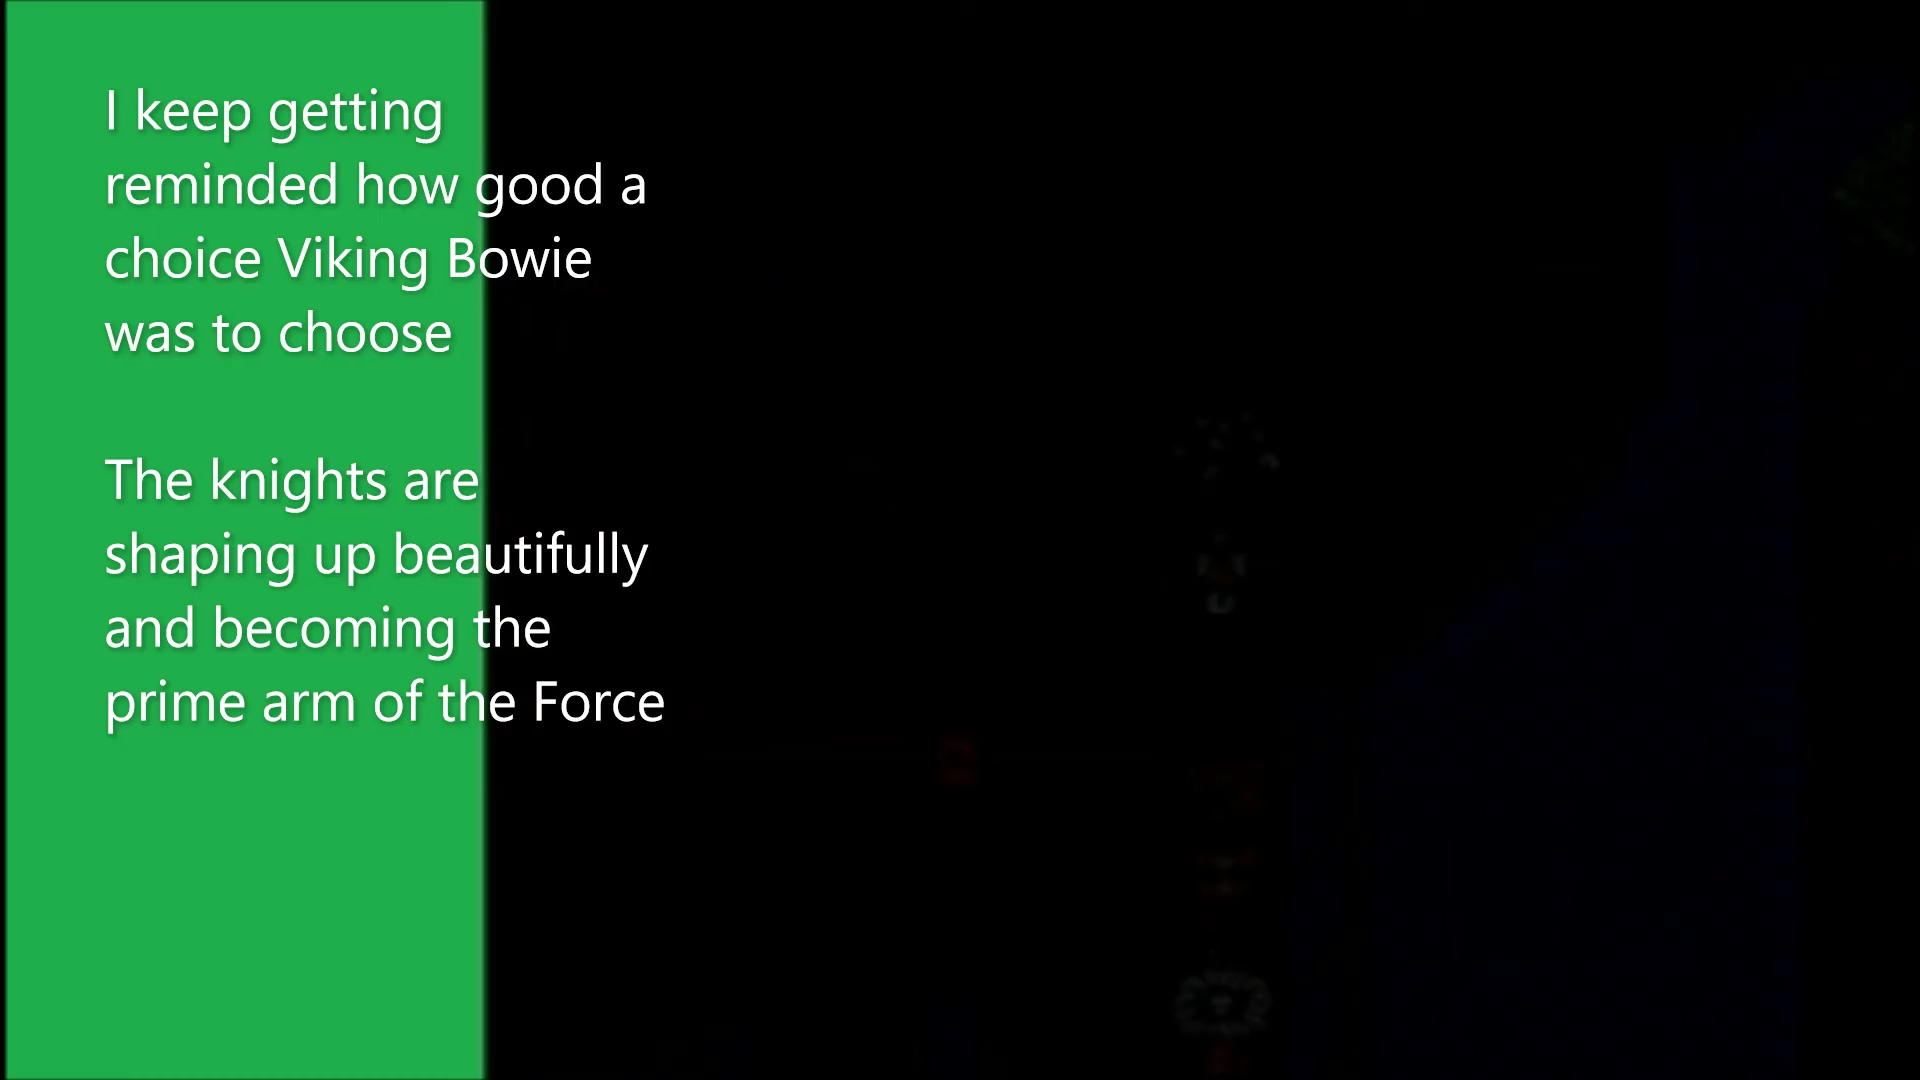 I keep getting
reminded how good a
choice Viking Bowie
was to choose
The knights are
shaping up beautifully
and becoming the
prime arm of the Force